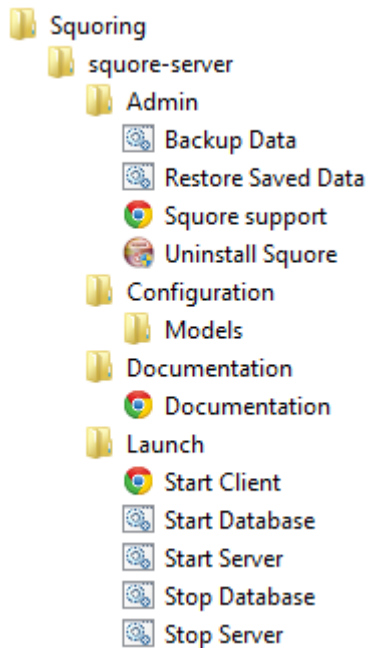 Squoring
squore-server
Admin
Backup Data
Restore Saved Data
Squore support
Uninstall Squore
Configuration
Models
Documentation
Documentation
Launch
Start Client
Start Database
Start Server
Stop Database
Stop Server